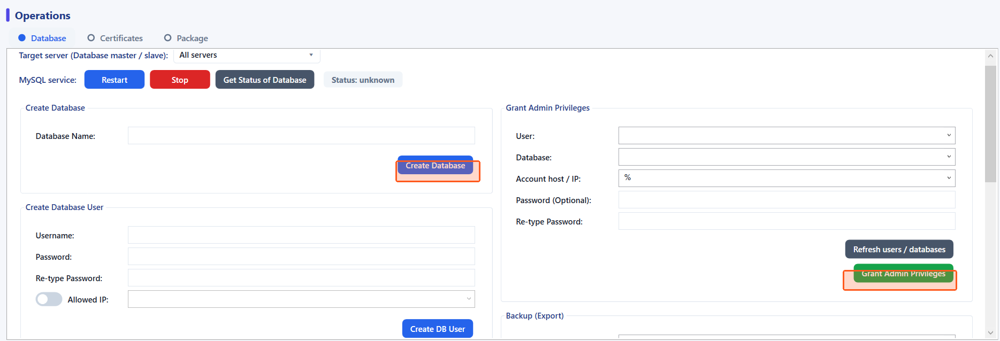 Operations
Database
Certificates
Package
Target server (Database master / slave):
All servers
MySQL service:
Restart
Stop
Get Status of Database
Status: unknown
Create Database
Database Name:
Create Database
Create Database User
Username:
Password:
Re-type Password:
Allowed IP:
Create DB User
Grant Admin Privileges
User:
Database:
Account host / IP:
%
Password (Optional):
Re-type Password:
Refresh users / databases
Grant Admin Privileges
Backup (Export)